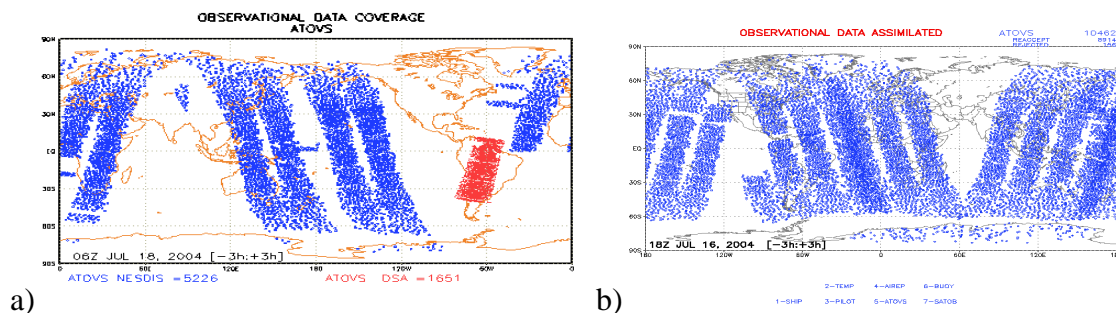 OBSERVATIONAL DATA COVERAGE
ATOVS
90N
60N
30N
EQ
30S
60S
90S
06Z JUL 18, 2004 [-3h;+3h]
0 60E 120E 180 120W 60W 0
ATOVS NESDIS =5226 ATOVS DSA =1651
a)
OBSERVATIONAL DATA ASSIMILATED ATOVS 10462
REACCEPT 8914
REJECTED
90N
60N
30N
EQ
30S
60S
90S
18Z JUL 16, 2004 [-3h;+3h]
180 120W 60W 0 60E 120E
2-TEMP 4-AIREP 6-BUOY
1-SHIP 3-PILOT 5-ATOVS 7-SATOB
b)